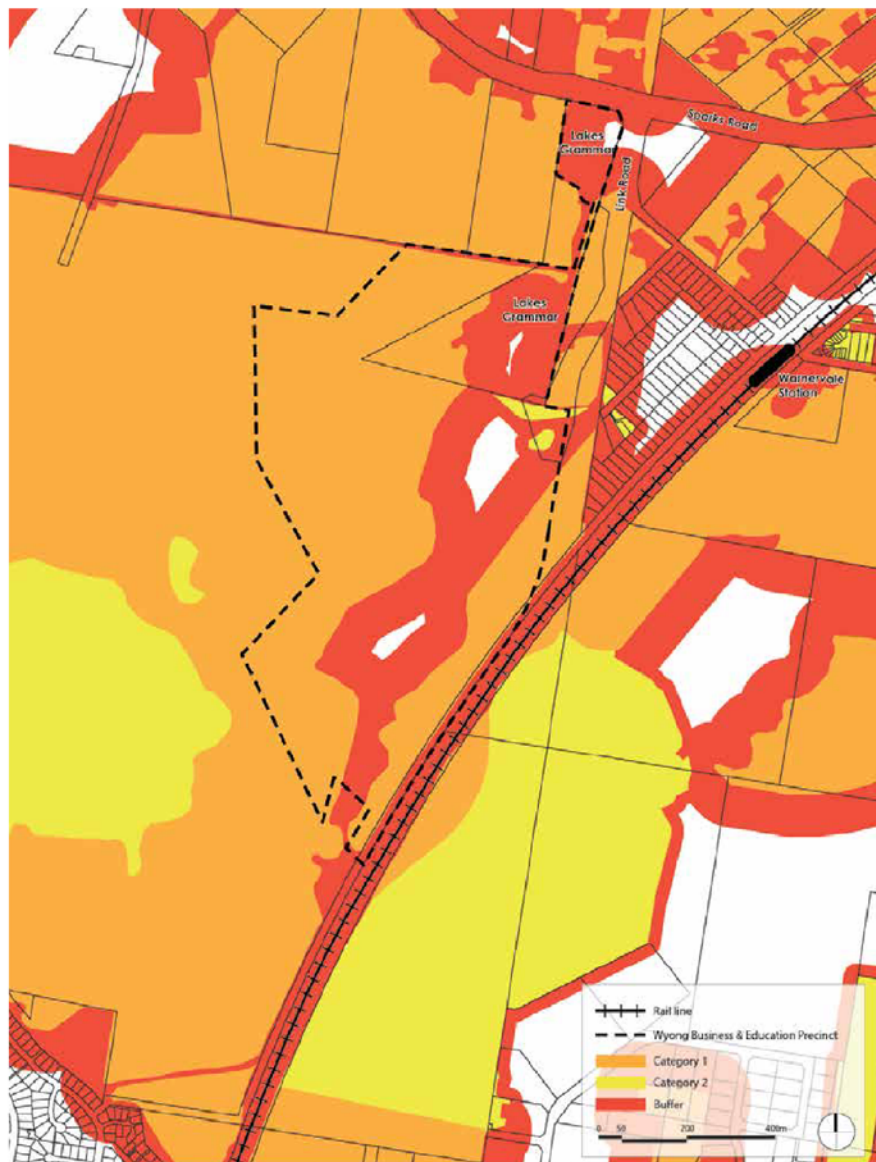 Sparks Road
Lakes
Grammar
Link Road
Lakes
Grammar
Warnervale
Station
Rail line
Wyong Business & Education Precinct
Category 1
Category 2
Buffer
0 50 200 400m